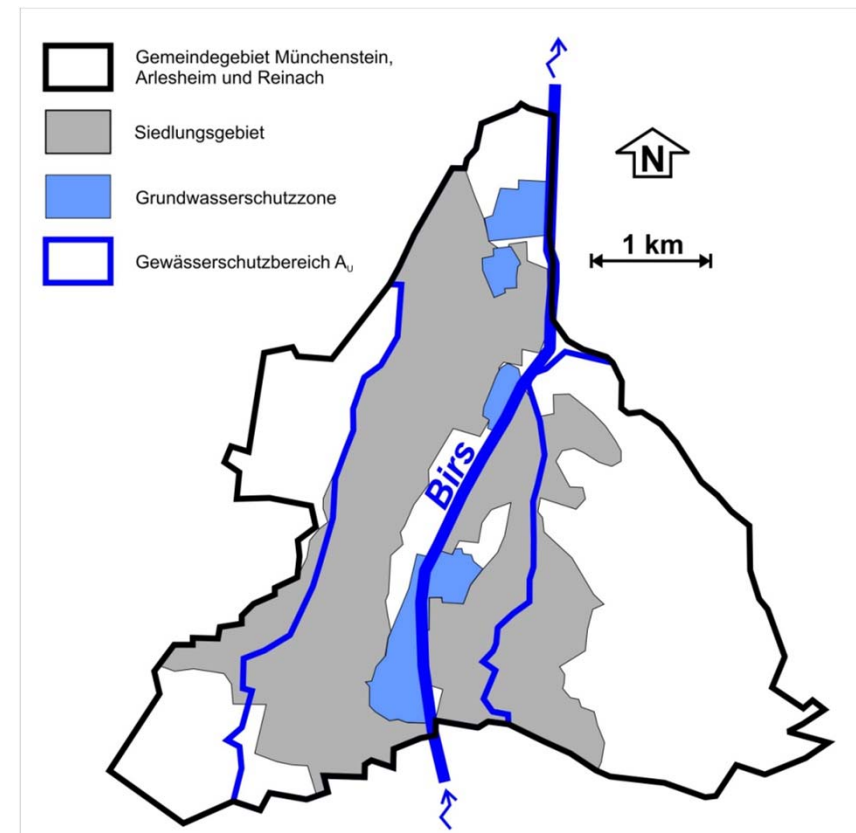 Gemeindegebiet Münchenstein,
Arlesheim und Reinach
Siedlungsgebiet
Grundwasserschutzzone
Gewässerschutzbereich Aᵤ
N
1 km
Birs